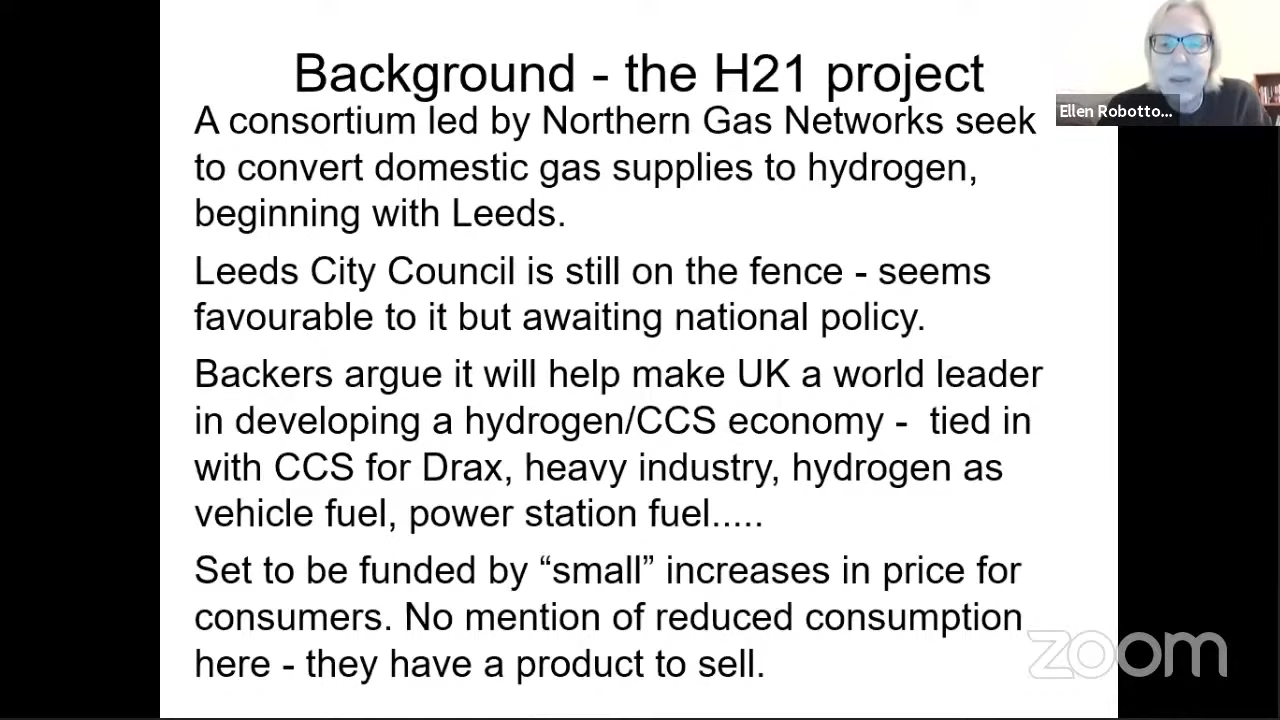 Background - the H21 project
A consortium led by Northern Gas Networks seek
to convert domestic gas supplies to hydrogen,
beginning with Leeds.
Leeds City Council is still on the fence - seems
favourable to it but awaiting national policy.
Backers argue it will help make UK a world leader
in developing a hydrogen/CCS economy -  tied in
with CCS for Drax, heavy industry, hydrogen as
vehicle fuel, power station fuel.....
Set to be funded by “small” increases in price for
consumers. No mention of reduced consumption
here - they have a product to sell.
Ellen Robotto...
zoom